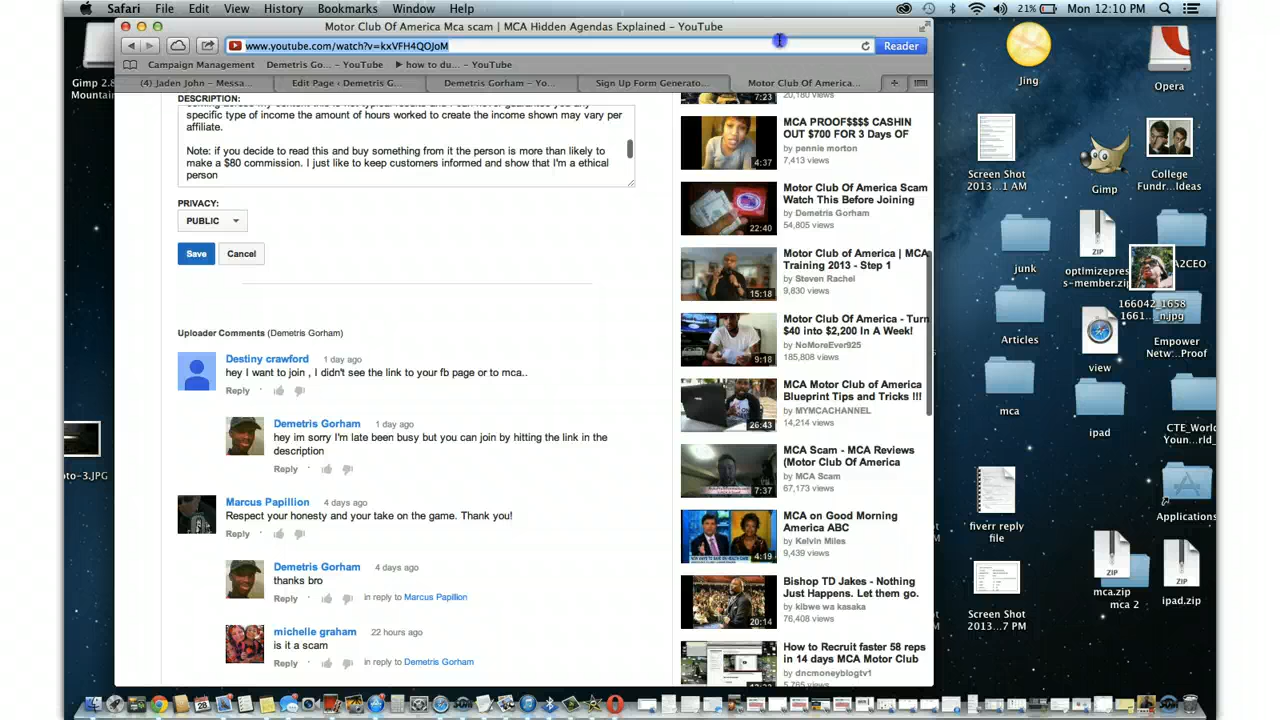 Safari File Edit View History Bookmarks Window Help 21% Mon 12:10 PM
Motor Club Of America Mca scam | MCA Hidden Agendas Explained - YouTube
www.youtube.com/watch?v=kxVFH4QOJoM
Reader
Campaign Management Demetris Go... - YouTube how to du... - YouTube
(4) Jaden John - Messa... Edit Page ‹ Demetris G... Demetris Gorham - Yo... Sign Up Form Generato... Motor Club Of America...
DESCRIPTION:
specific type of income the amount of hours worked to create the income shown may vary per
affiliate.
Note: if you decide to read this and buy something from it the person is more than likely to
make a $80 commission. I just like to keep customers informed and show that I'm a ethical
person
PRIVACY:
PUBLIC
Save Cancel
Uploader Comments (Demetris Gorham)
Destiny crawford 1 day ago
hey I want to join , I didn't see the link to your fb page or to mca..
Reply
Demetris Gorham 1 day ago
hey im sorry I'm late been busy but you can join by hitting the link in the
description
Reply
Marcus Papillion 4 days ago
Respect your honesty and your take on the game. Thank you!
Reply
Demetris Gorham 4 days ago
thanks bro
Reply in reply to Marcus Papillion
michelle graham 22 hours ago
is it a scam
Reply in reply to Demetris Gorham
7:23
20,180 views
MCA PROOF$$$$ CASHIN
OUT $700 FOR 3 Days OF
by pennie morton
7,413 views
4:37
Motor Club Of America Scam
Watch This Before Joining
by Demetris Gorham
54,805 views
22:40
Motor Club of America | MCA
Training 2013 - Step 1
by Steven Rachel
9,830 views
15:18
Motor Club Of America - Turn
$40 into $2,200 In A Week!
by NoMoreEver925
185,808 views
9:18
MCA Motor Club of America
Blueprint Tips and Tricks !!!
by MYMCACHANNEL
14,214 views
26:43
MCA Scam - MCA Reviews
(Motor Club Of America
by MCA Scam
67,173 views
7:37
MCA on Good Morning
America ABC
by Kelvin Miles
9,439 views
4:19
Bishop TD Jakes - Nothing
Just Happens. Let them go.
by kibwe wa kasaka
76,408 views
20:14
How to Recruit faster 58 reps
in 14 days MCA Motor Club
by dncmoneyblogtv1
Gimp 2.
Mountain
oto-3.JPG
Jing
Opera
Screen Shot
2013...1 AM
Gimp
College
Fundr...Ideas
junk
ZIP
optimizepres
s-member.zip
A2CEO
166042_1658
1661..._n.jpg
Articles
view
Empower
Netw...Proof
mca
ipad
CTE_World
Youn...rld_
fiverr reply
file
Applications
Screen Shot
2013...7 PM
ZIP
mca.zip
mca 2
ZIP
ipad.zip